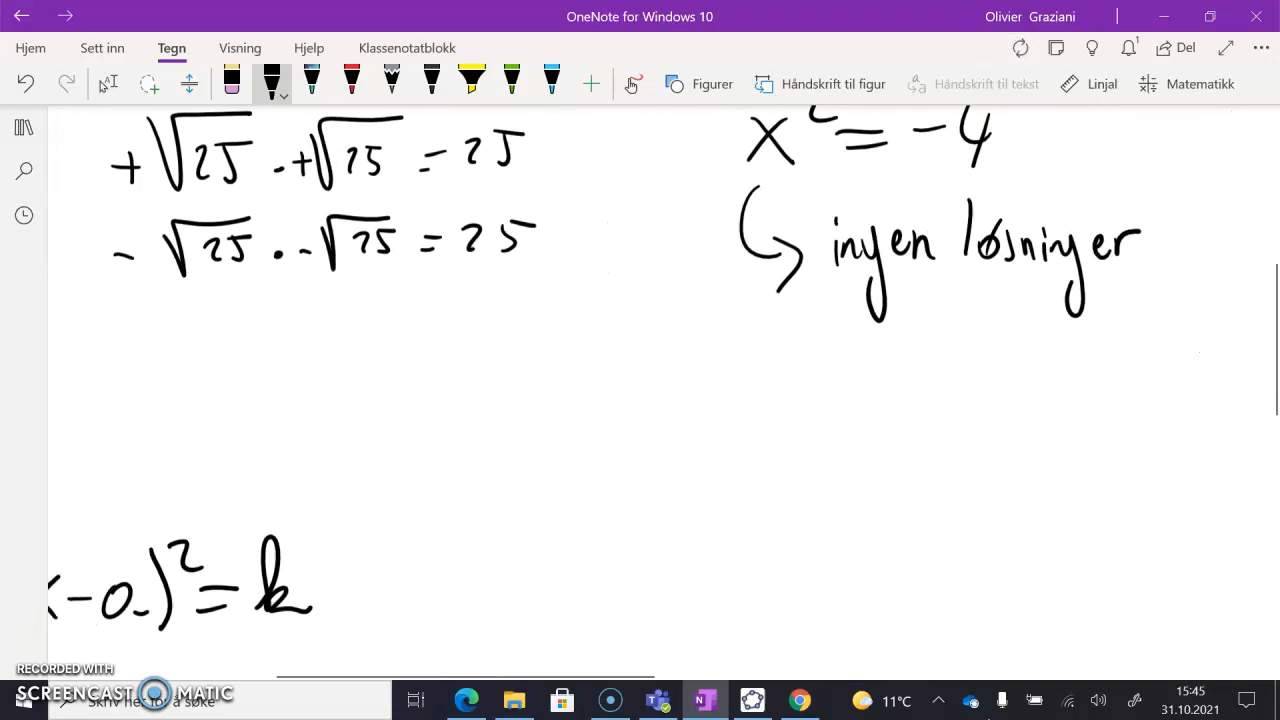 OneNote for Windows 10
Olivier Graziani
Hjem Sett inn Tegn Visning Hjelp Klassenotatblokk
Del
Figurer Håndskrift til figur Håndskrift til tekst Linjal Matematikk
+√25 · +√25 = 25
-√25 · -√25 = 25
x² = -4
ingen løsninger
-a)² = k
RECORDED WITH
SCREENCAST MATIC
Skriv her for å søke
11°C
15:45
31.10.2021